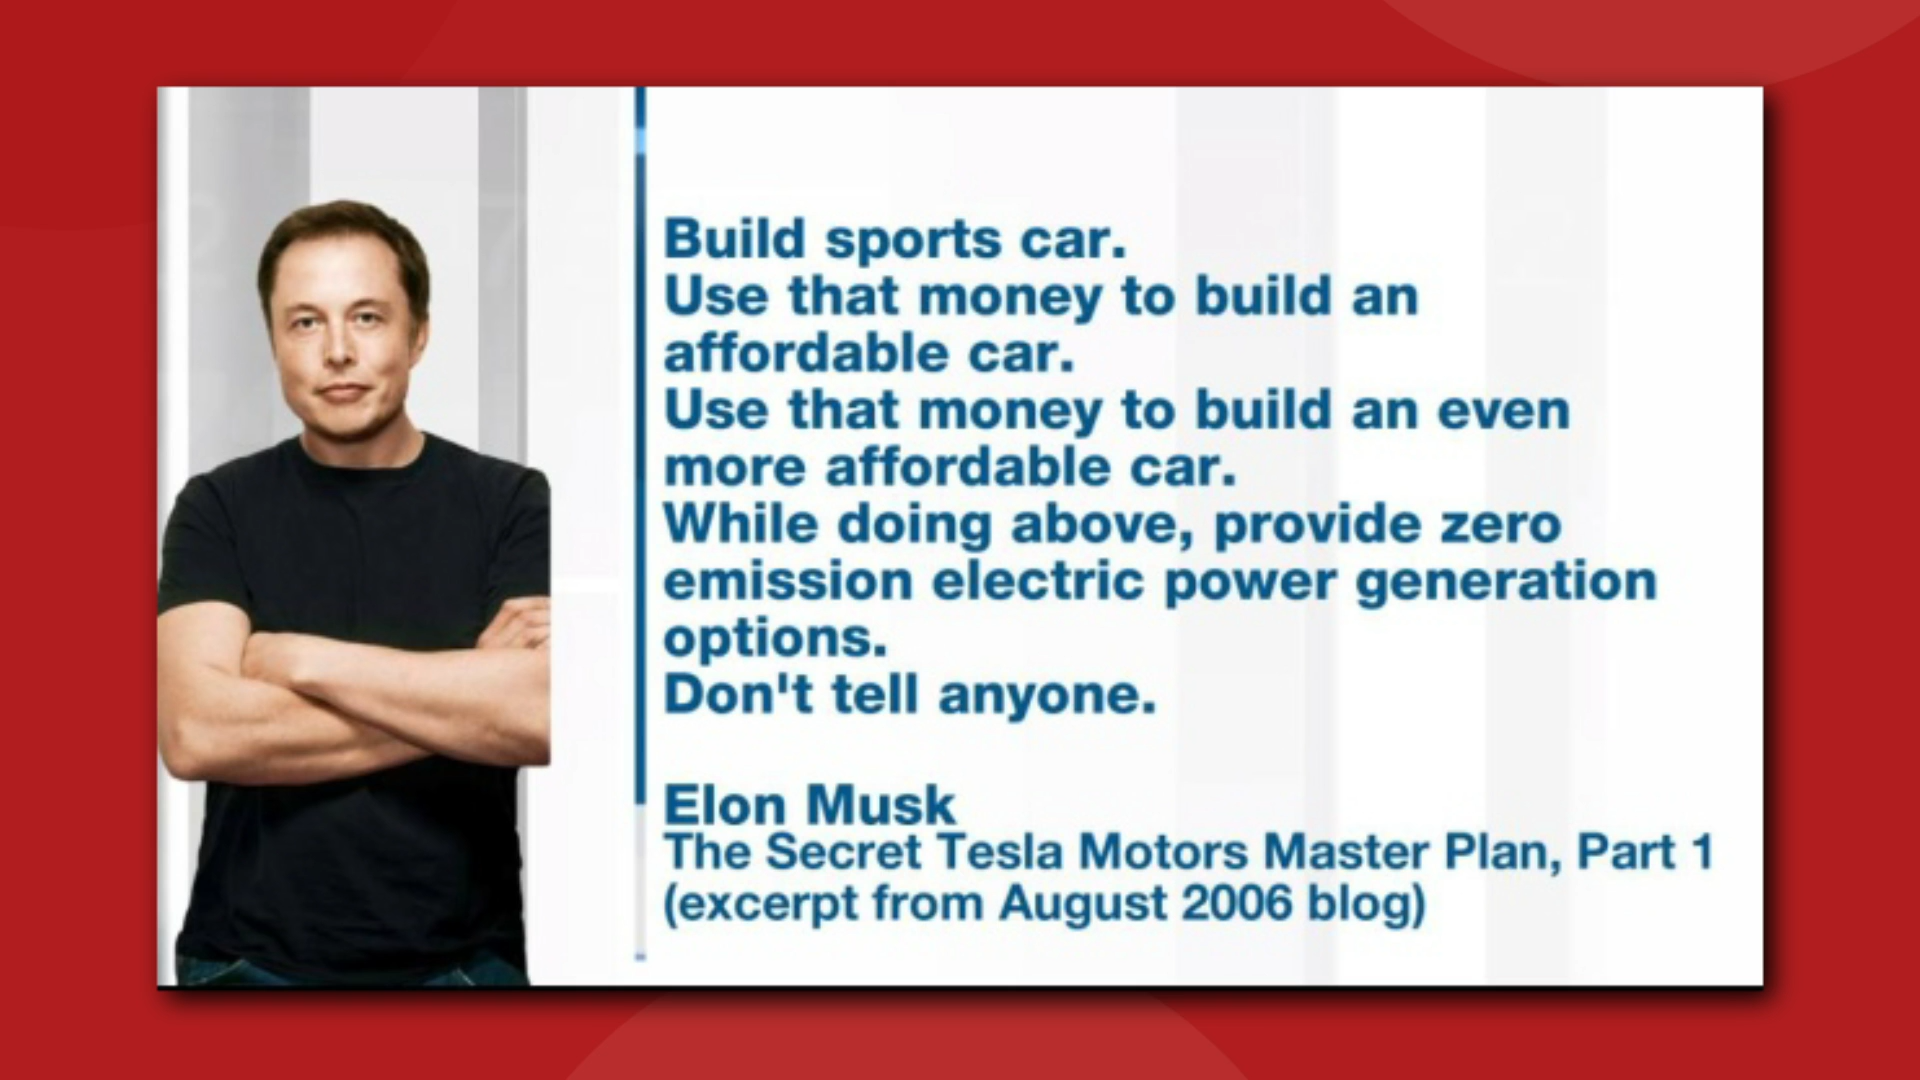 Build sports car.
Use that money to build an
affordable car.
Use that money to build an even
more affordable car.
While doing above, provide zero
emission electric power generation
options.
Don't tell anyone.
Elon Musk
The Secret Tesla Motors Master Plan, Part 1
(excerpt from August 2006 blog)